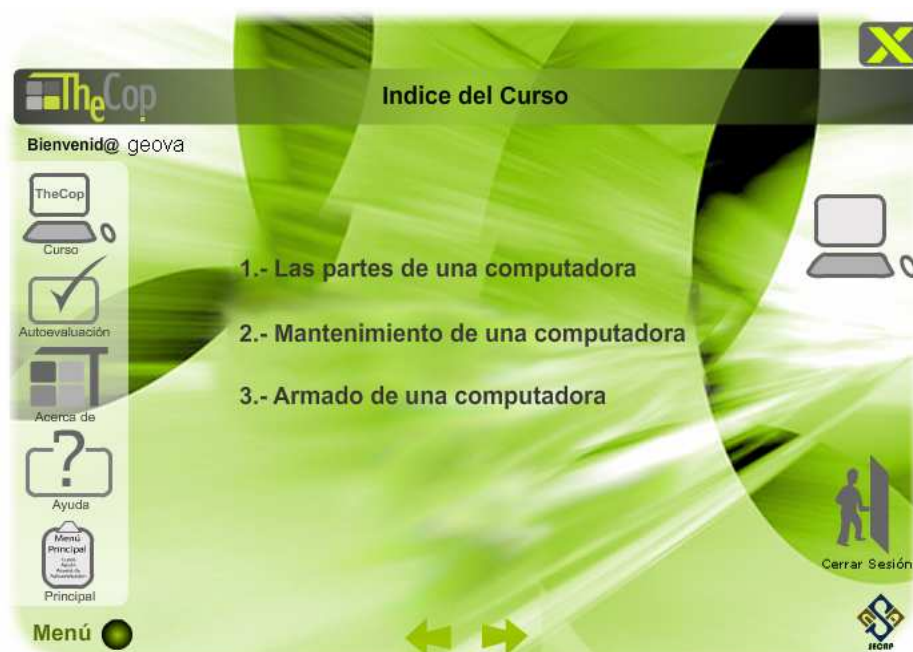 X
TheCop
Indice del Curso
Bienvenid@ geova
TheCop
Curso
Autoevaluación
Acerca de
?
Ayuda
Menú
Principal
Principal
Menú
1.- Las partes de una computadora
2.- Mantenimiento de una computadora
3.- Armado de una computadora
Cerrar Sesión
SECAP